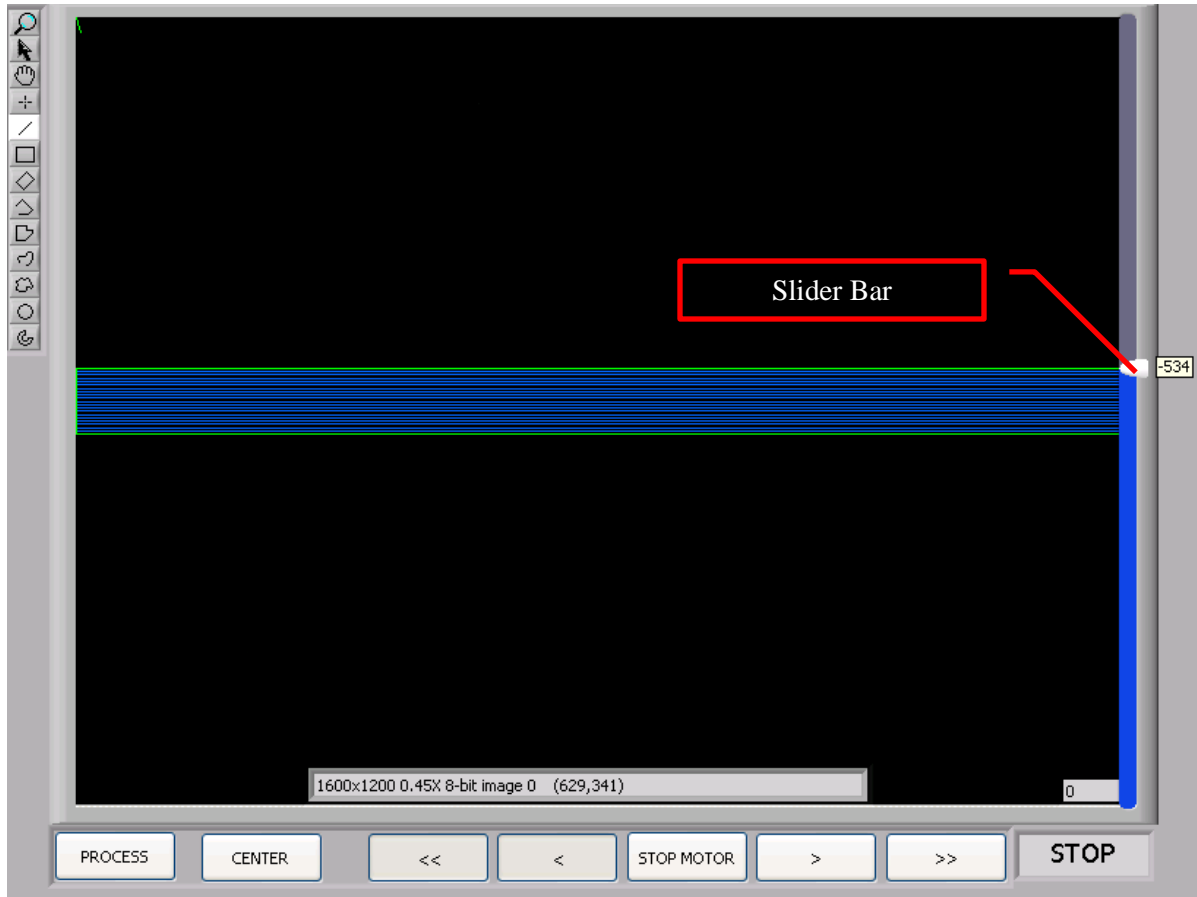 Slider Bar
-534
1600x1200 0.45X 8-bit image 0 (629,341)
0
PROCESS
CENTER
<<
<
STOP MOTOR
>
>>
STOP